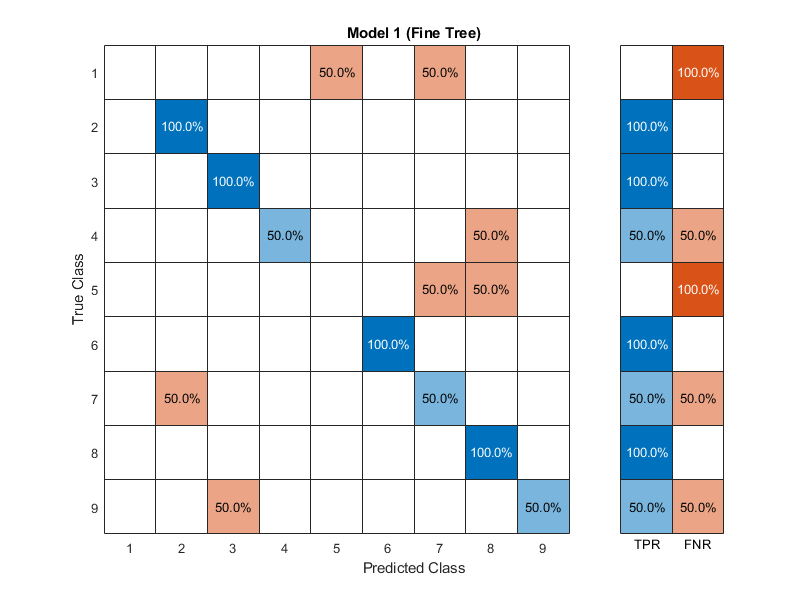 Model 1 (Fine Tree)
1 50.0% 50.0% 100.0%
2 100.0% 100.0%
3 100.0% 100.0%
4 50.0% 50.0% 50.0% 50.0%
5 50.0% 50.0% 100.0%
6 100.0% 100.0%
7 50.0% 50.0% 50.0% 50.0%
8 100.0% 100.0%
9 50.0% 50.0% 50.0% 50.0%
True Class
1 2 3 4 5 6 7 8 9 TPR FNR
Predicted Class